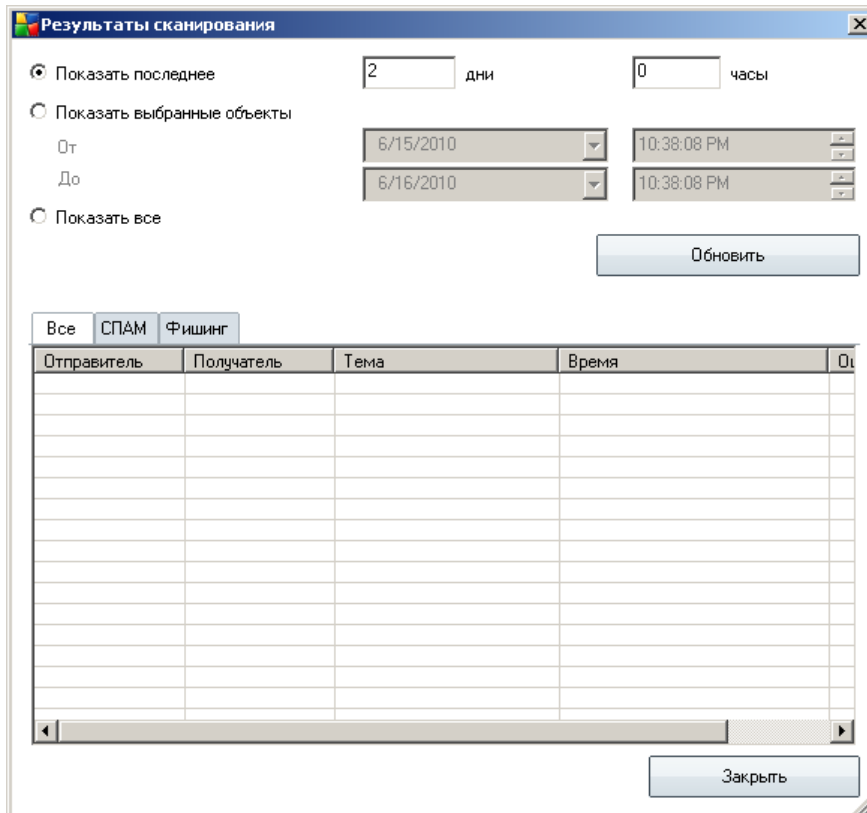 Результаты сканирования
Показать последнее 2 дни 0 часы
Показать выбранные объекты
От 6/15/2010 10:38:08 PM
До 6/16/2010 10:38:08 PM
Показать все
Обновить
Все СПАМ Фишинг
Отправитель Получатель Тема Время
Закрыть